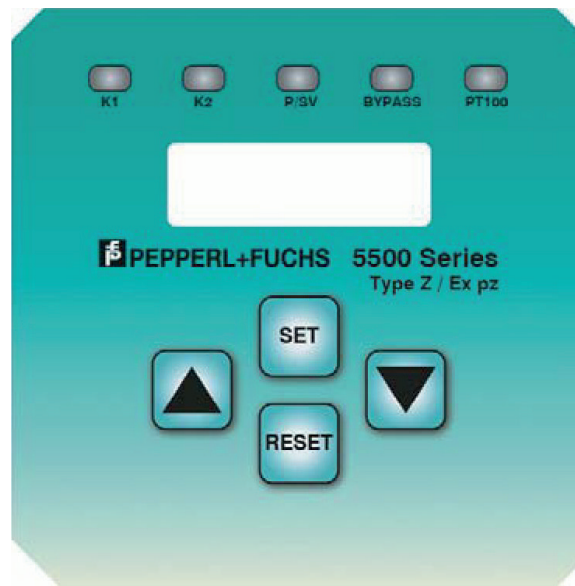 K1 K2 P/SV BYPASS PT100
PEPPERL+FUCHS 5500 Series
Type Z / Ex pz
SET
RESET